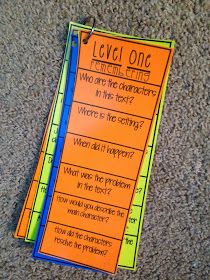 Level One
remembering
Who are the characters
in this text?
Where is the setting?
When did it happen?
What was the problem
in the text?
How would you describe the
main character?
How did the characters
resolve the problem?